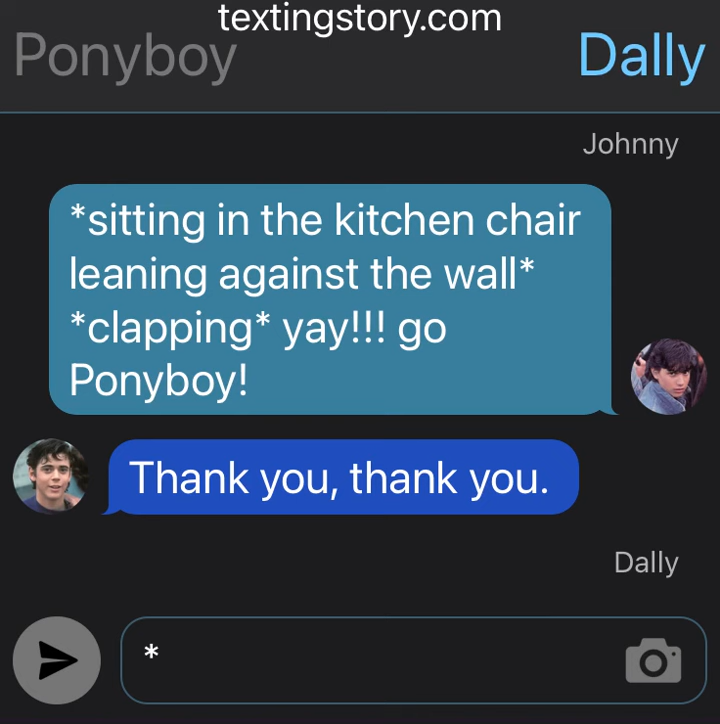 textingstory.com
Ponyboy Dally
Johnny
*sitting in the kitchen chair
leaning against the wall*
*clapping* yay!!! go
Ponyboy!
Thank you, thank you.
Dally
*